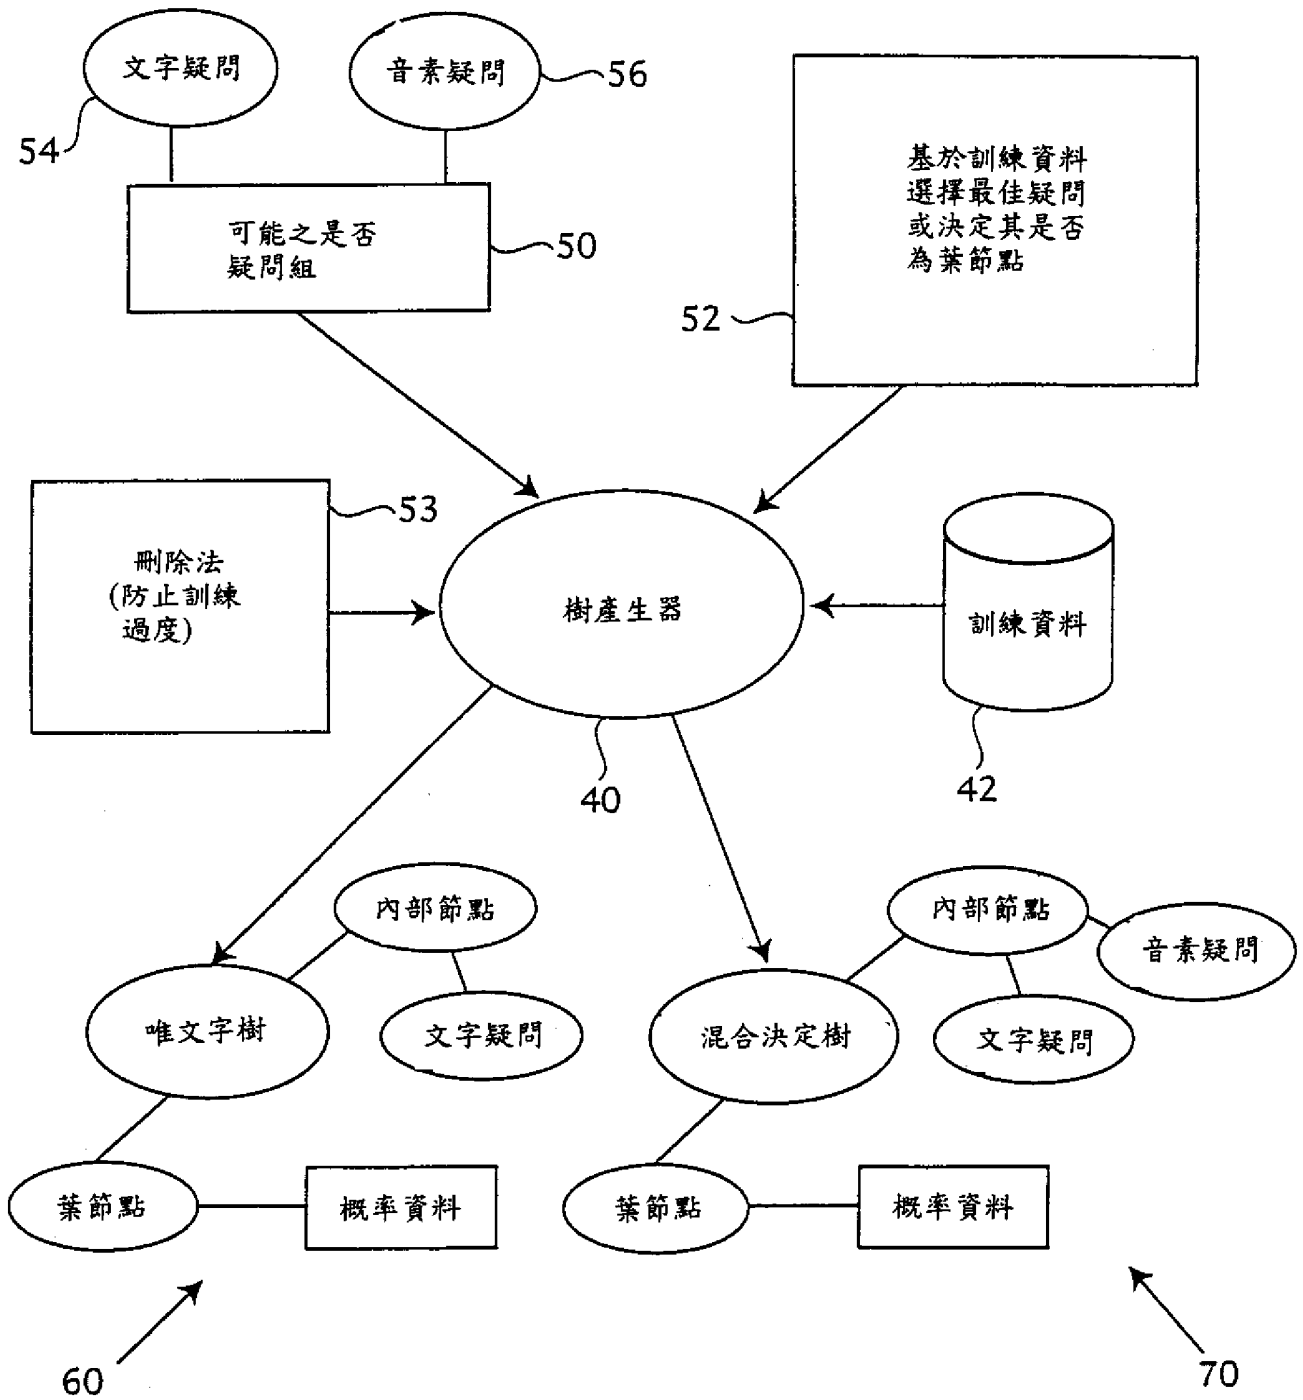 文字疑問
音素疑問
56
54
可能之是否
疑問組
50
基於訓練資料
選擇最佳疑問
或決定其是否
為葉節點
52
53
刪除法
(防止訓練
過度)
樹產生器
訓練資料
40
42
內部節點
文字疑問
唯文字樹
葉節點
概率資料
60
內部節點
音素疑問
文字疑問
混合決定樹
葉節點
概率資料
70